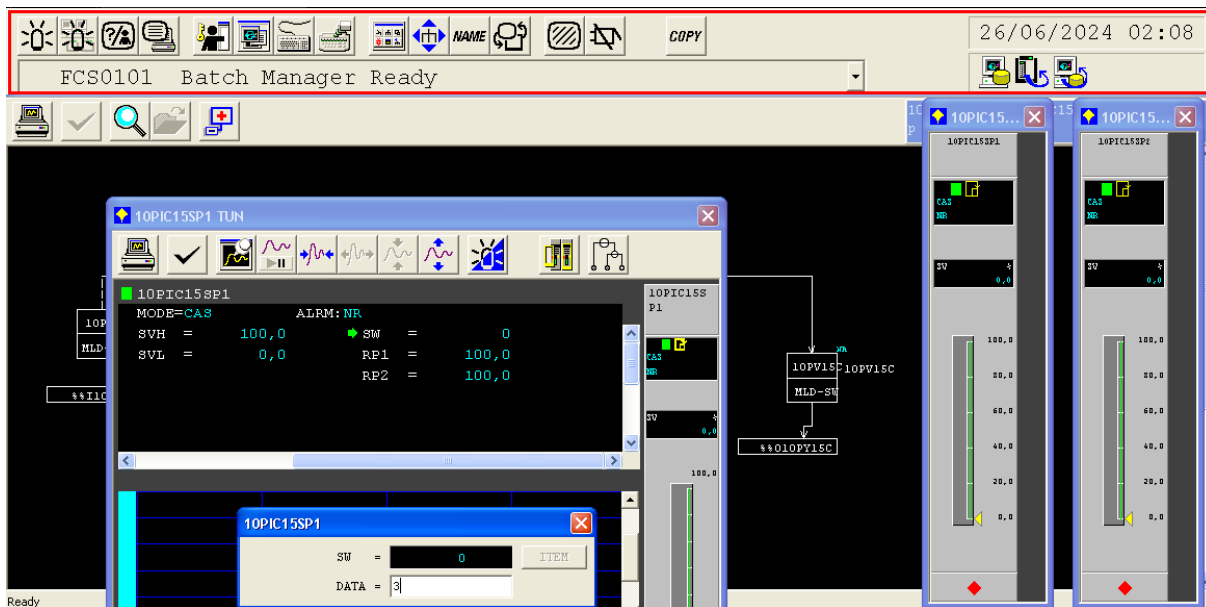 NAME
COPY
26/06/2024 02:08
FCS0101 Batch Manager Ready
10PIC15...
10PIC15...
10PIC15SP1
10PIC15SP2
CAS
NR
CAS
NR
SV %
0,0
SV %
0,0
100,0
80,0
60,0
40,0
20,0
0,0
100,0
80,0
60,0
40,0
20,0
0,0
10PIC15SP1 TUN
10PIC15SP1
MODE=CAS ALRM:NR
SVH = 100,0 SW = 0
SVL = 0,0 RP1 = 100,0
RP2 = 100,0
10PIC15S
P1
CAS
NR
SV %
0,0
100,0
10P
MLD-
%%I10
NR
10PV15C 10PV15C
MLD-SW
%%O10PY15C
10PIC15SP1
SW = 0 ITEM
DATA = 3
Ready